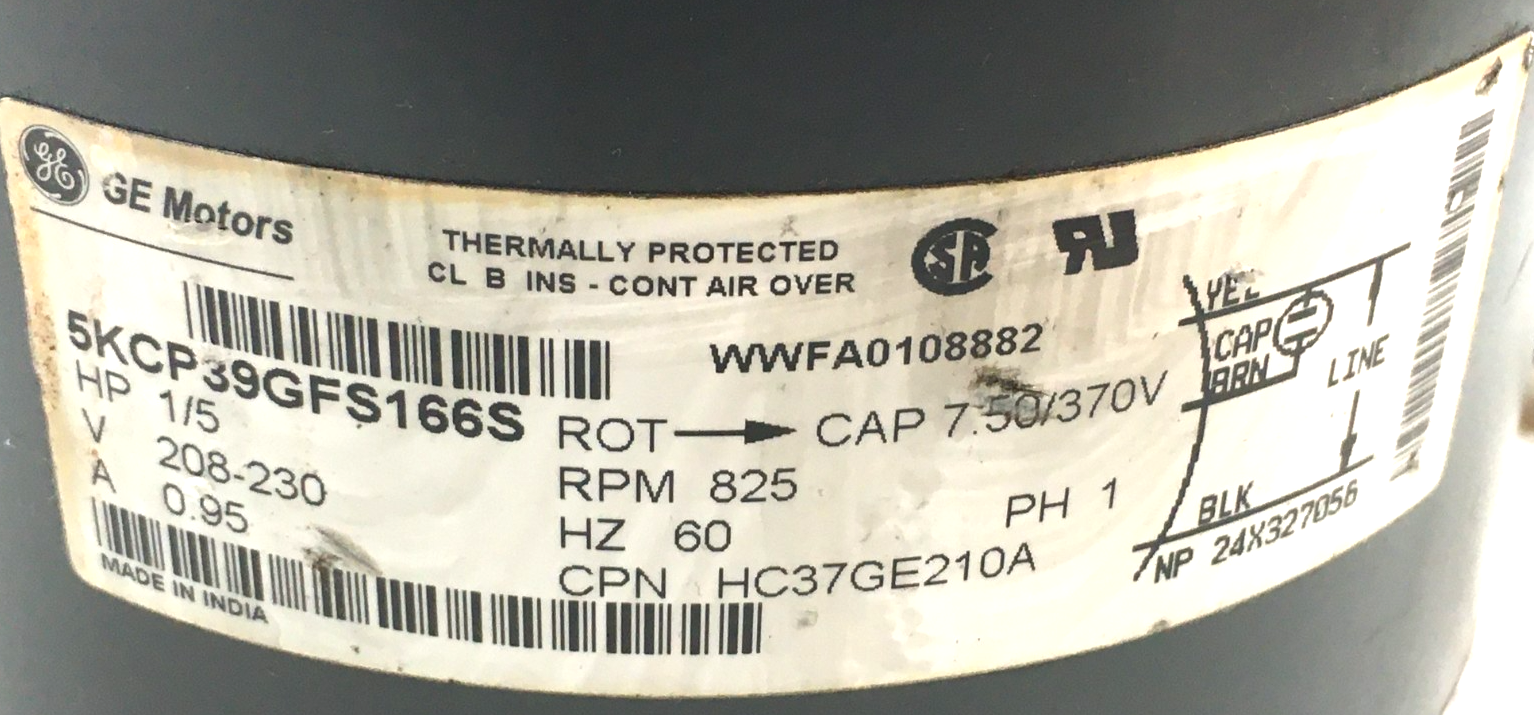 GE Motors
THERMALLY PROTECTED
CL B INS - CONT AIR OVER
5KCP39GFS166S
WWFA0108882
HP 1/5
V 208-230
A 0.95
ROT CAP 7.50/370V
RPM 825
HZ 60 PH 1
CPN HC37GE210A
MADE IN INDIA
YEL
CAP
BRN
LINE
BLK
NP 24X327056